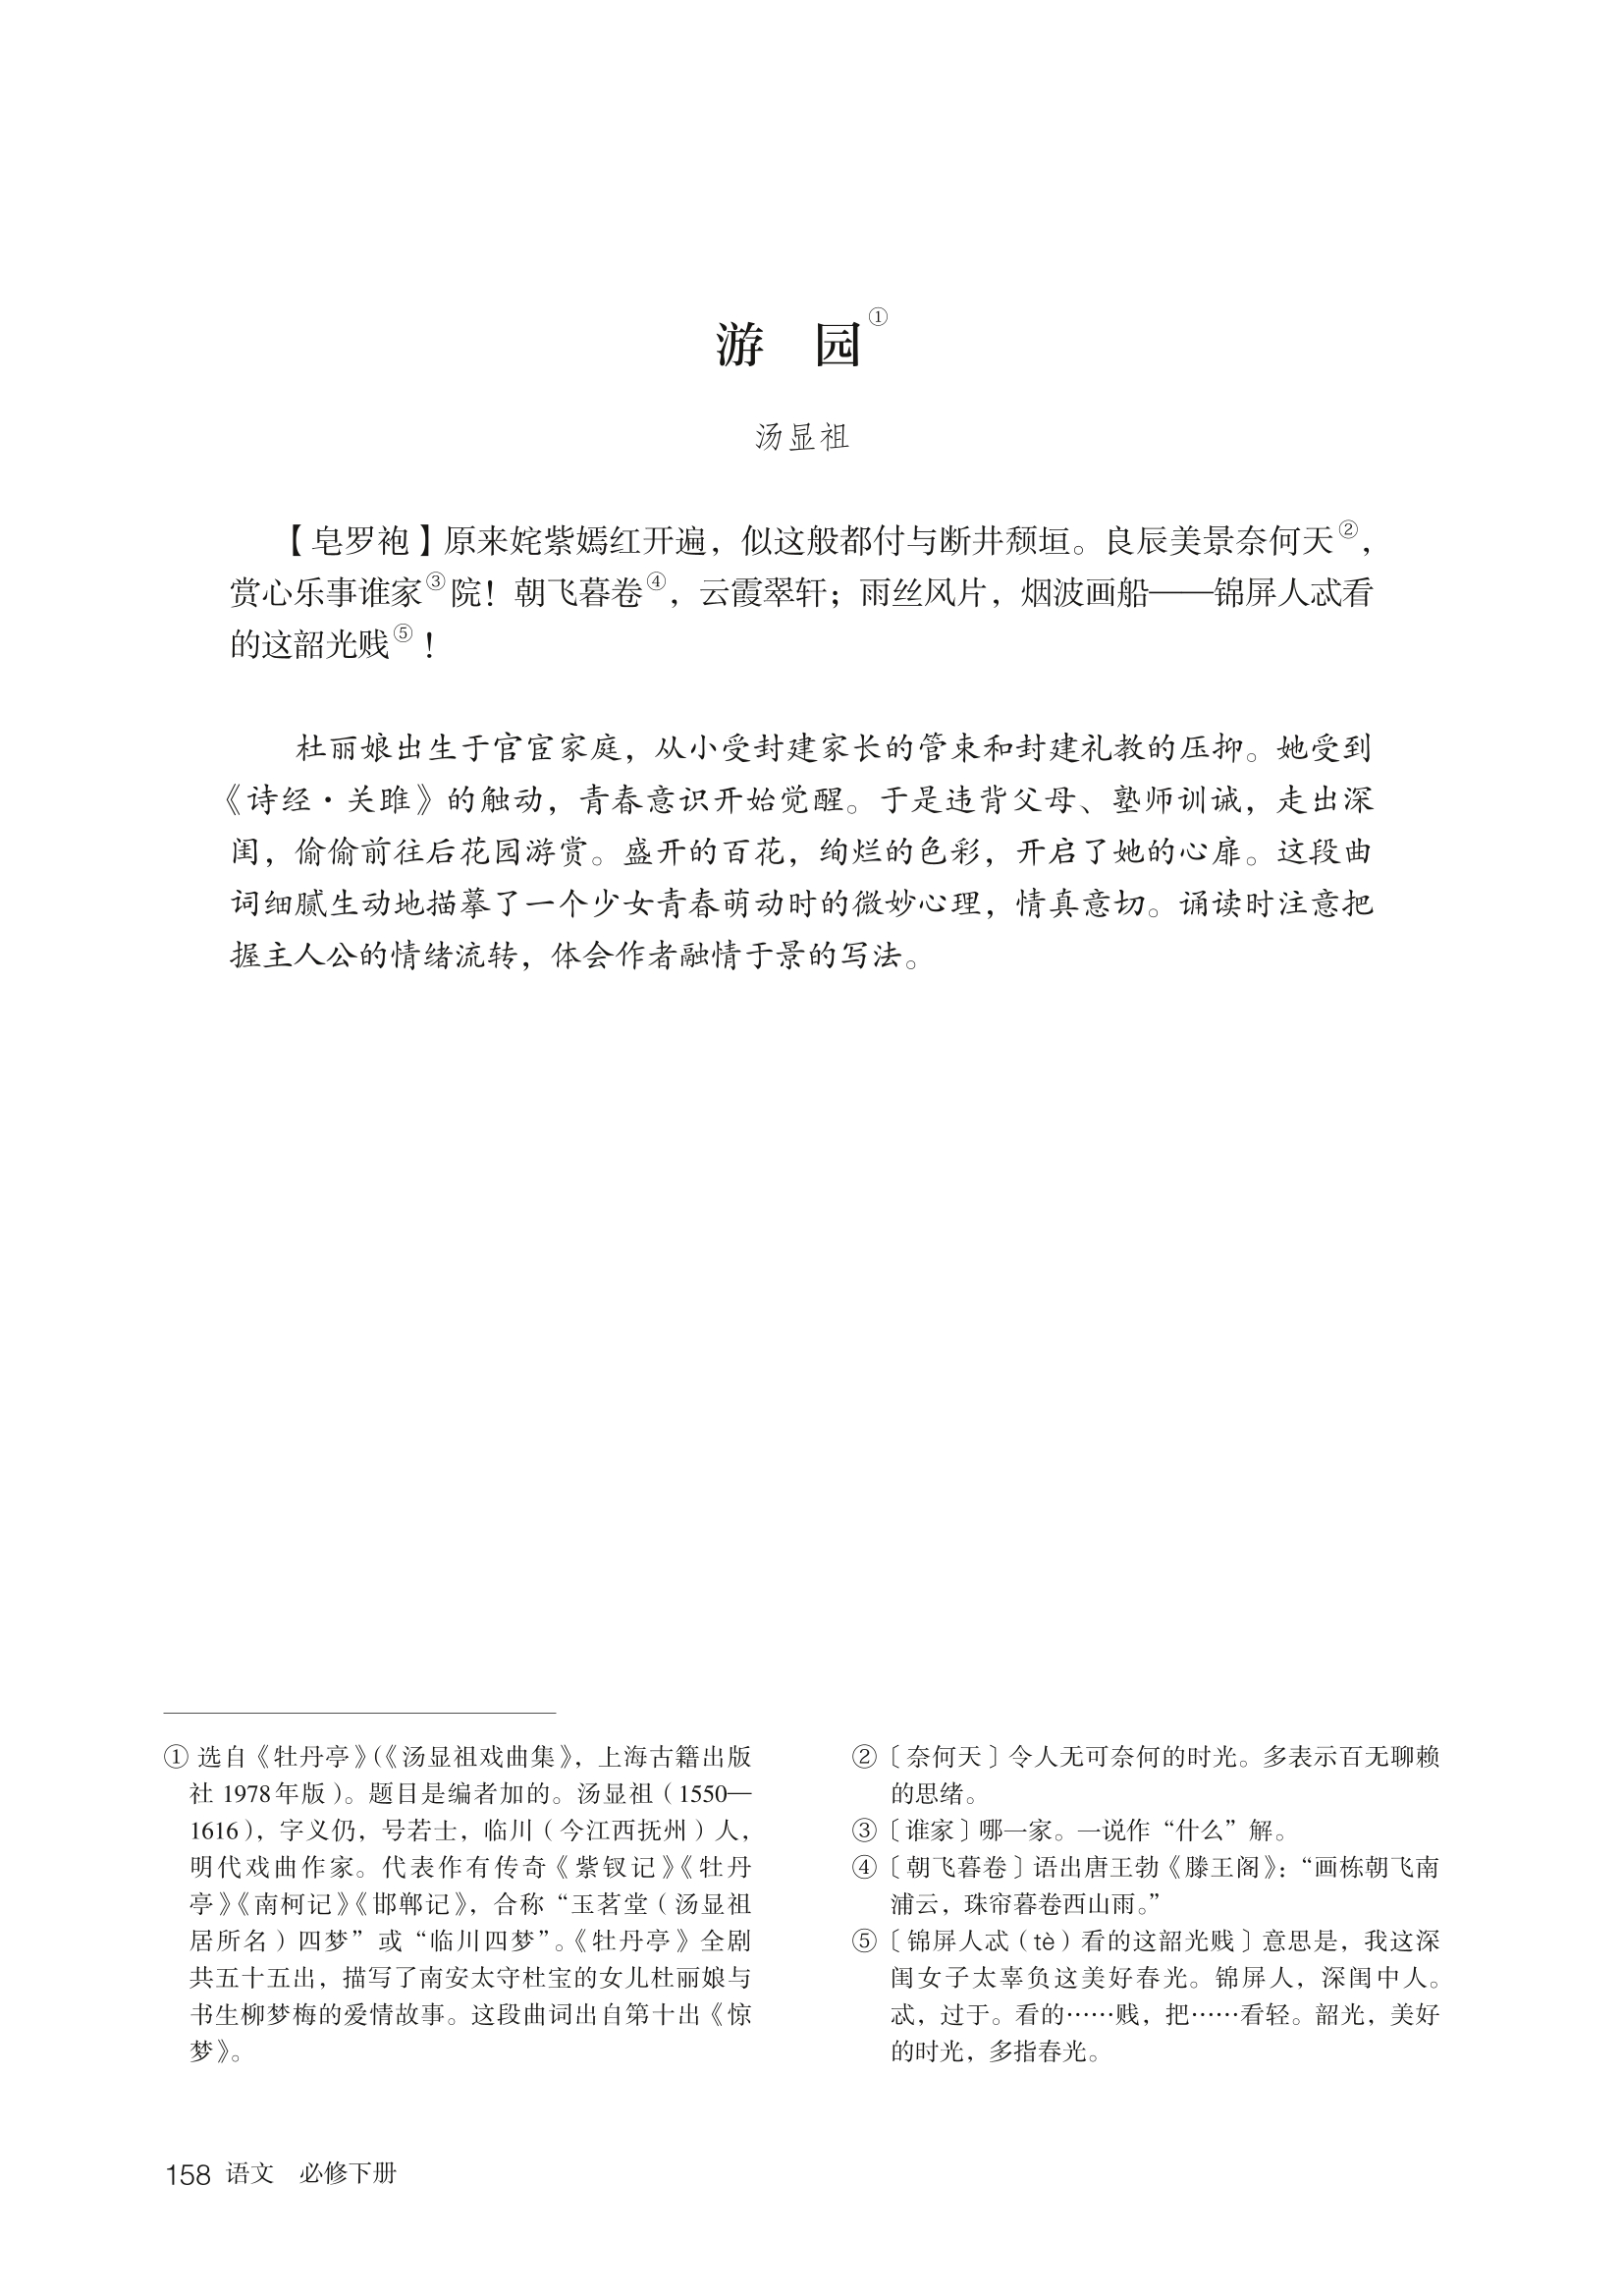 游 园①
汤显祖
【皂罗袍】原来姹紫嫣红开遍，似这般都付与断井颓垣。良辰美景奈何天②，
赏心乐事谁家③院！朝飞暮卷④，云霞翠轩；雨丝风片，烟波画船——锦屏人忒看
的这韶光贱⑤！
杜丽娘出生于官宦家庭，从小受封建家长的管束和封建礼教的压抑。她受到
《诗经·关雎》的触动，青春意识开始觉醒。于是违背父母、塾师训诫，走出深
闺，偷偷前往后花园游赏。盛开的百花，绚烂的色彩，开启了她的心扉。这段曲
词细腻生动地描摹了一个少女青春萌动时的微妙心理，情真意切。诵读时注意把
握主人公的情绪流转，体会作者融情于景的写法。
① 选自《牡丹亭》(《汤显祖戏曲集》，上海古籍出版
社 1978年版）。题目是编者加的。汤显祖（1550—
1616），字义仍，号若士，临川（今江西抚州）人，
明代戏曲作家。代表作有传奇《紫钗记》《牡丹
亭》《南柯记》《邯郸记》，合称“玉茗堂（汤显祖
居所名）四梦”或“临川四梦”。《牡丹亭》全剧
共五十五出，描写了南安太守杜宝的女儿杜丽娘与
书生柳梦梅的爱情故事。这段曲词出自第十出《惊
梦》。
②〔奈何天〕令人无可奈何的时光。多表示百无聊赖
的思绪。
③〔谁家〕哪一家。一说作“什么”解。
④〔朝飞暮卷〕语出唐王勃《滕王阁》：“画栋朝飞南
浦云，珠帘暮卷西山雨。”
⑤〔锦屏人忒（tè）看的这韶光贱〕意思是，我这深
闺女子太辜负这美好春光。锦屏人，深闺中人。
忒，过于。看的……贱，把……看轻。韶光，美好
的时光，多指春光。
158 语文 必修下册